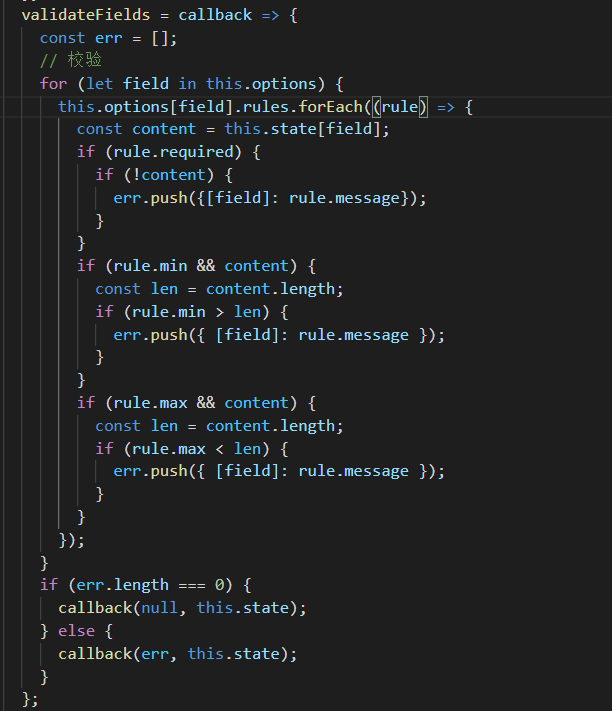 validateFields = callback => {
const err = [];
// 校验
for (let field in this.options) {
this.options[field].rules.forEach((rule) => {
const content = this.state[field];
if (rule.required) {
if (!content) {
err.push({[field]: rule.message});
}
}
if (rule.min && content) {
const len = content.length;
if (rule.min > len) {
err.push({ [field]: rule.message });
}
}
if (rule.max && content) {
const len = content.length;
if (rule.max < len) {
err.push({ [field]: rule.message });
}
}
});
}
if (err.length === 0) {
callback(null, this.state);
} else {
callback(err, this.state);
}
};